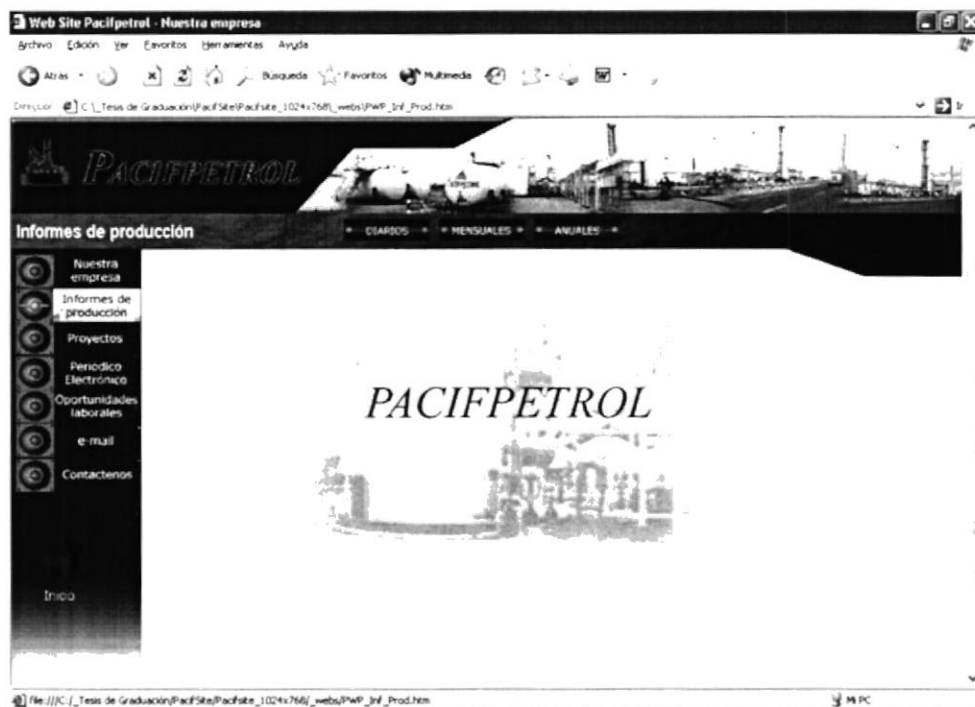 Web Site Pacifpetrol - Nuestra empresa
Archivo Edición Ver Favoritos Herramientas Ayuda
Atrás Búsqueda Favoritos Multimedia W
Dirección C:\_Tesis de Graduación\PacifSite\Pacifsite_1024x768\_webs\PWP_Inf_Prod.htm Ir
PACIFPETROL
Informes de producción DIARIOS MENSUALES ANUALES
Nuestra
empresa
Informes de
producción
Proyectos
Periódico
Electrónico
Oportunidades
laborales
e-mail
Contactenos
PACIFPETROL
Inicio
file:///C:/_Tesis de Graduación/PacifSite/Pacifsite_1024x768/_webs/PWP_Inf_Prod.htm Mi PC